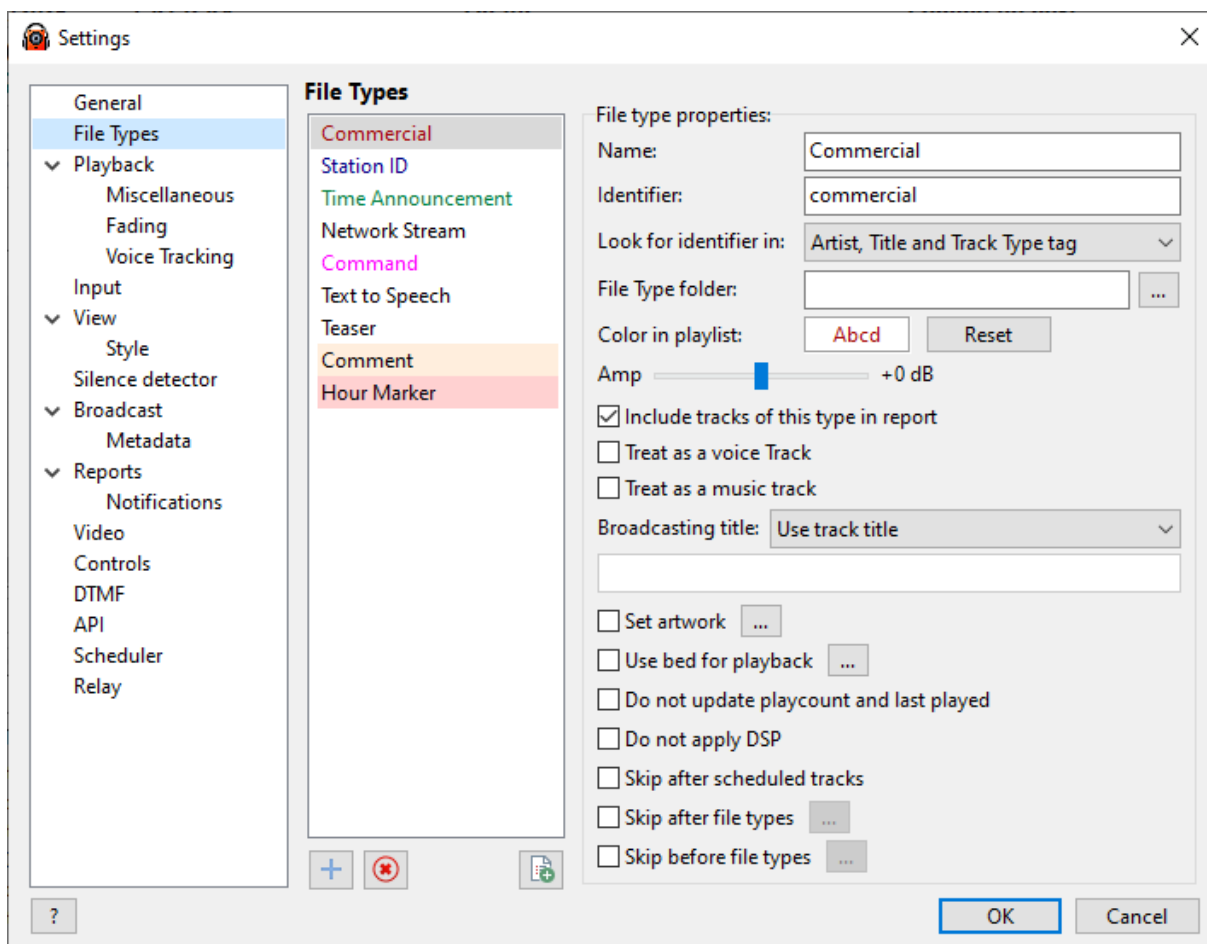 Settings
General
File Types
Playback
Miscellaneous
Fading
Voice Tracking
Input
View
Style
Silence detector
Broadcast
Metadata
Reports
Notifications
Video
Controls
DTMF
API
Scheduler
Relay
?
File Types
Commercial
Station ID
Time Announcement
Network Stream
Command
Text to Speech
Teaser
Comment
Hour Marker
File type properties:
Name: Commercial
Identifier: commercial
Look for identifier in: Artist, Title and Track Type tag
File Type folder: ...
Color in playlist: Abcd Reset
Amp +0 dB
Include tracks of this type in report
Treat as a voice Track
Treat as a music track
Broadcasting title: Use track title
Set artwork ...
Use bed for playback ...
Do not update playcount and last played
Do not apply DSP
Skip after scheduled tracks
Skip after file types ...
Skip before file types ...
OK Cancel